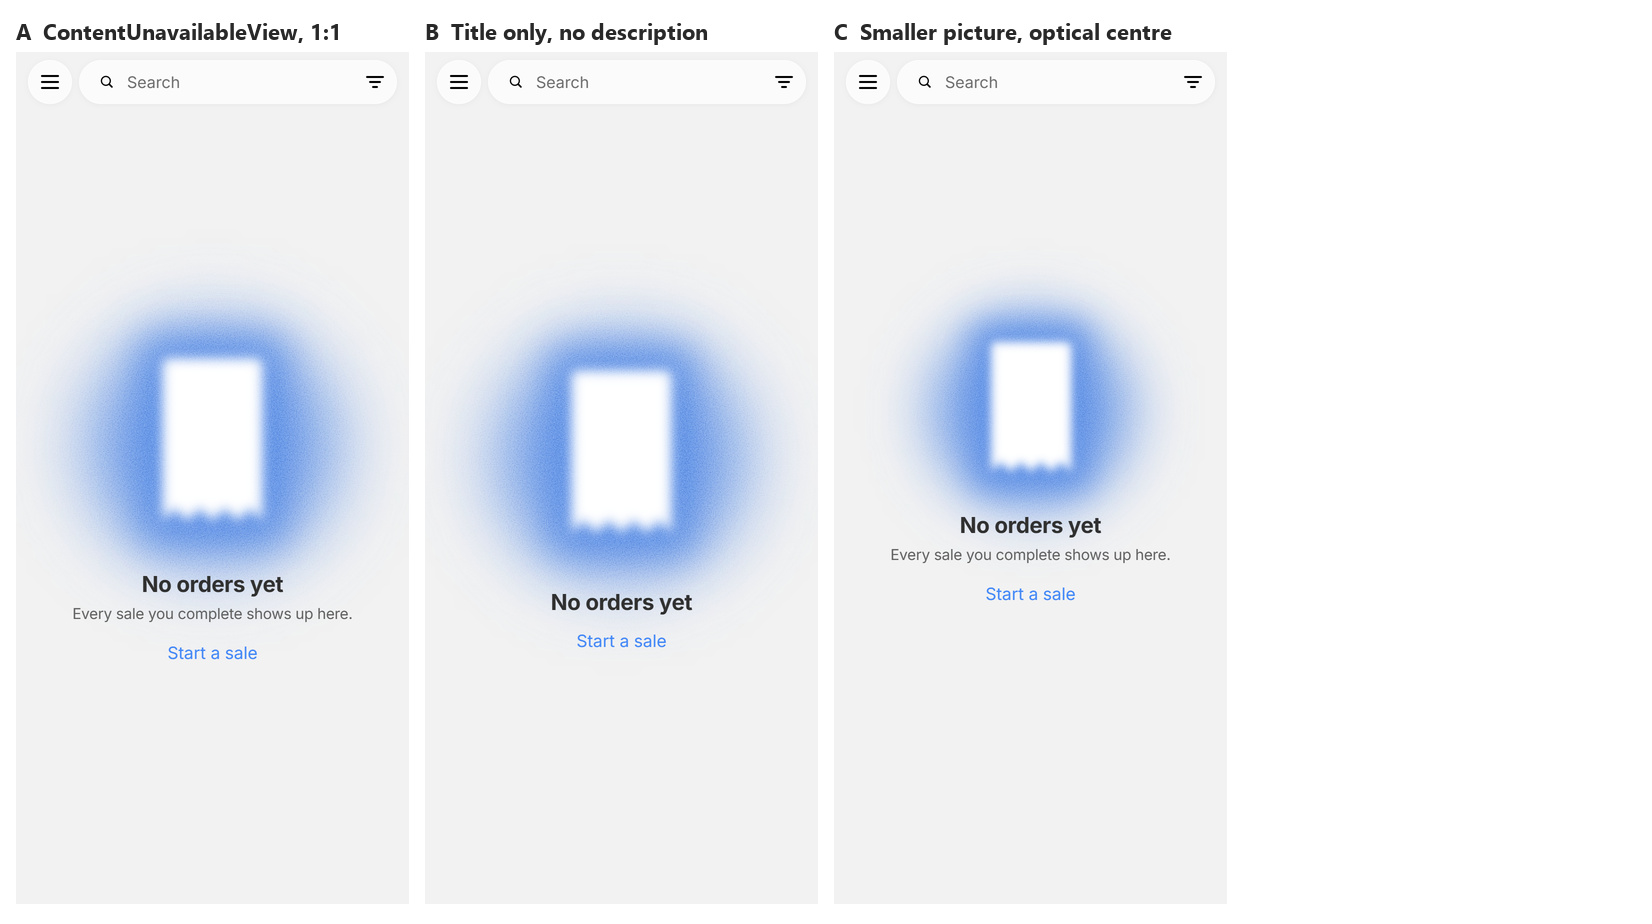 A ContentUnavailableView, 1:1
Search
No orders yet
Every sale you complete shows up here.
Start a sale
B Title only, no description
Search
No orders yet
Start a sale
C Smaller picture, optical centre
Search
No orders yet
Every sale you complete shows up here.
Start a sale